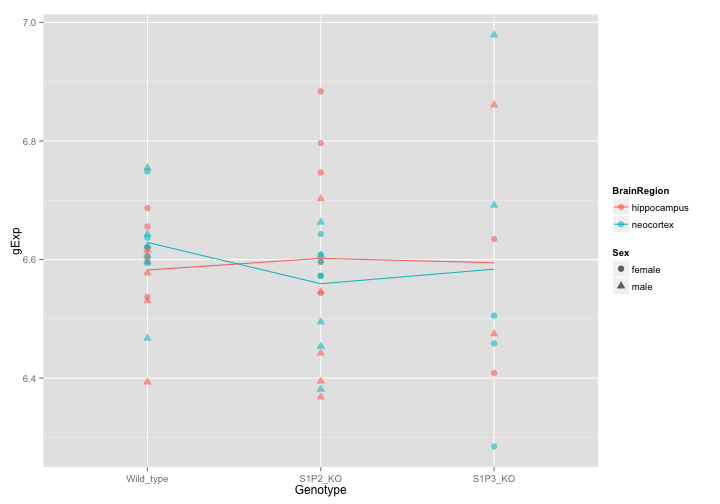 7.0
6.8
6.6
6.4
gExp
Wild_type
S1P2_KO
S1P3_KO
Genotype
BrainRegion
hippocampus
neocortex
Sex
female
male